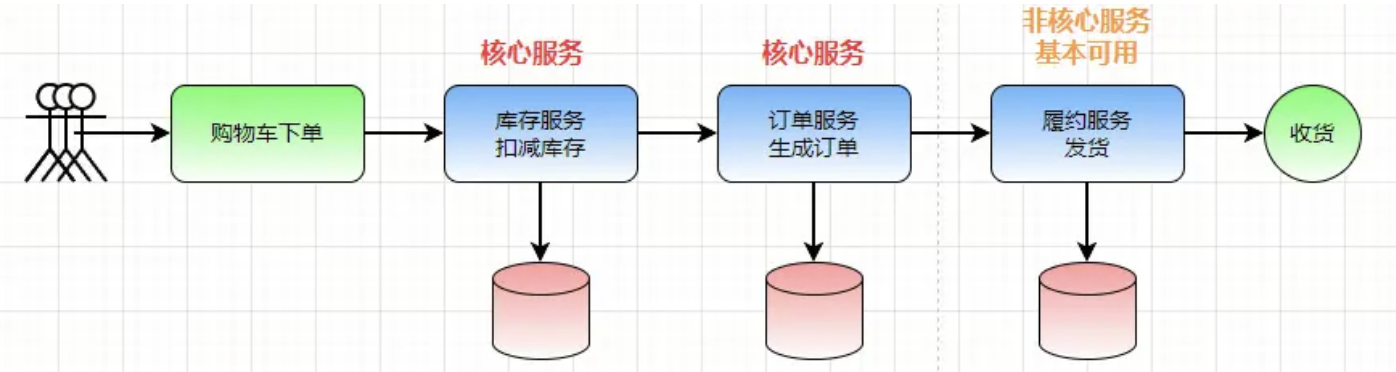 非核心服务
核心服务
核心服务
基本可用
购物车下单
库存服务
扣减库存
订单服务
生成订单
履约服务
发货
收货